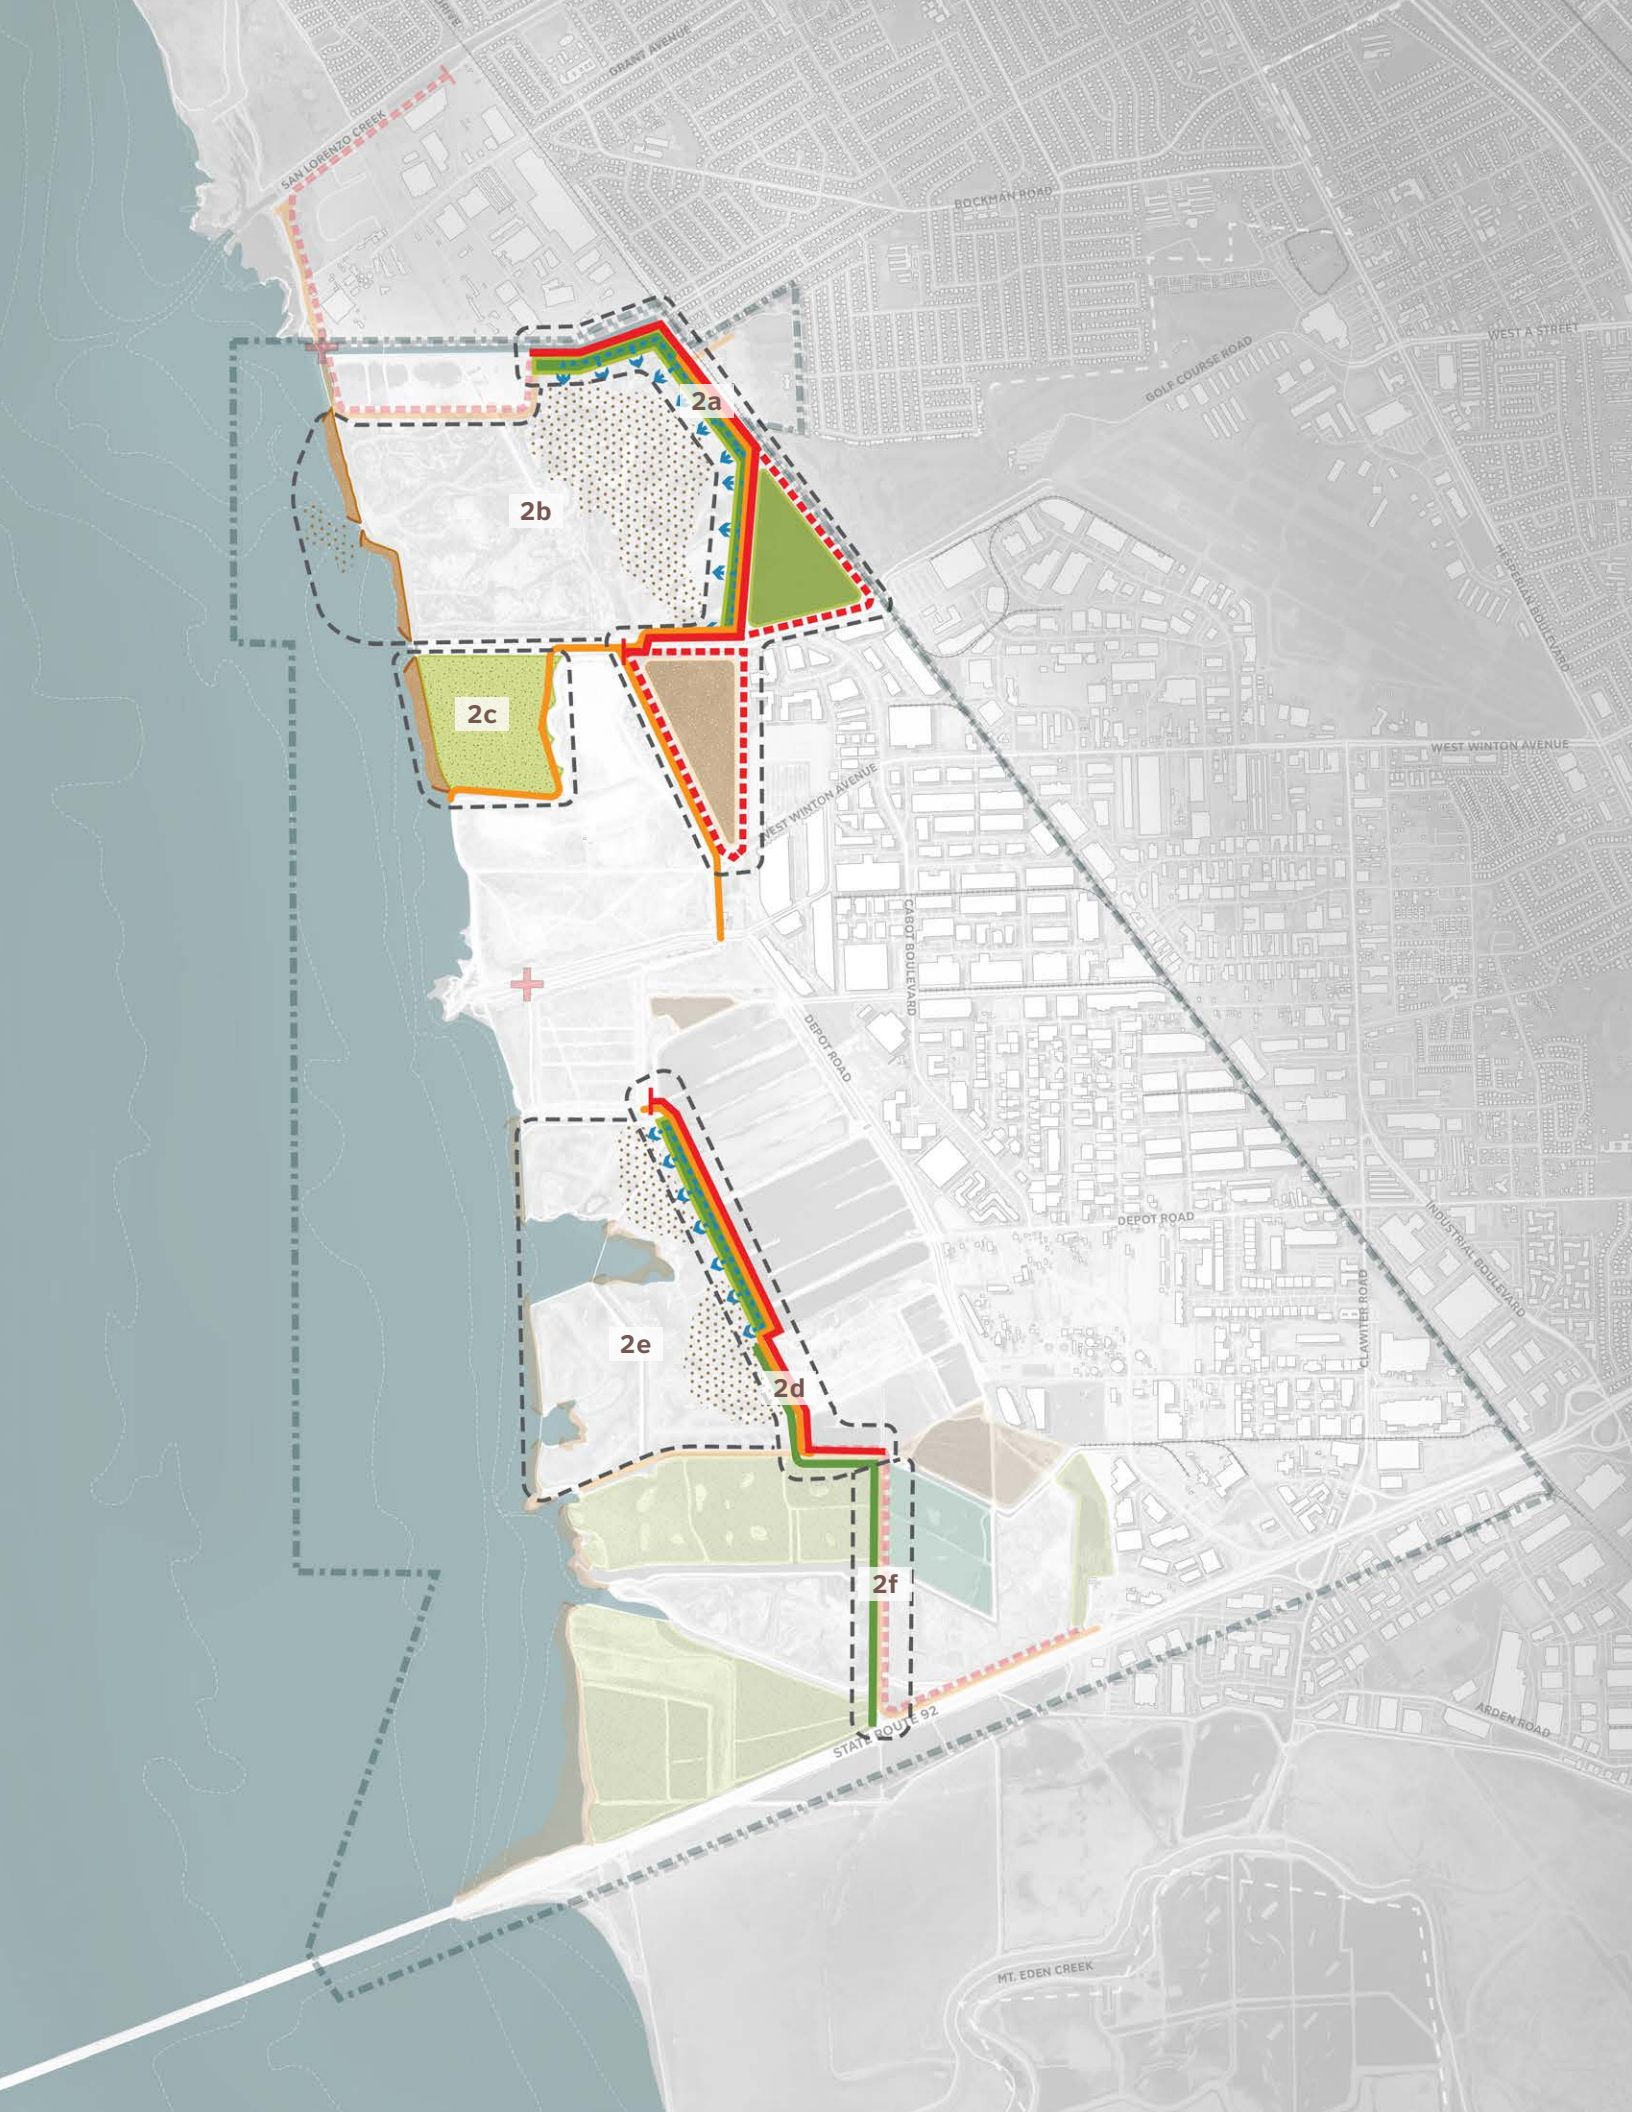 GRANT AVENUE
SAN LORENZO CREEK
BOCKMAN ROAD
WEST A STREET
GOLF COURSE ROAD
2a
2b
HESPERIAN BOULEVARD
2c
WEST WINTON AVENUE
WEST WINTON AVENUE
CABOT BOULEVARD
DEPOT ROAD
DEPOT ROAD
INDUSTRIAL BOULEVARD
CLAWITER ROAD
2e
2d
2f
STATE ROUTE 92
ARDEN ROAD
MT. EDEN CREEK